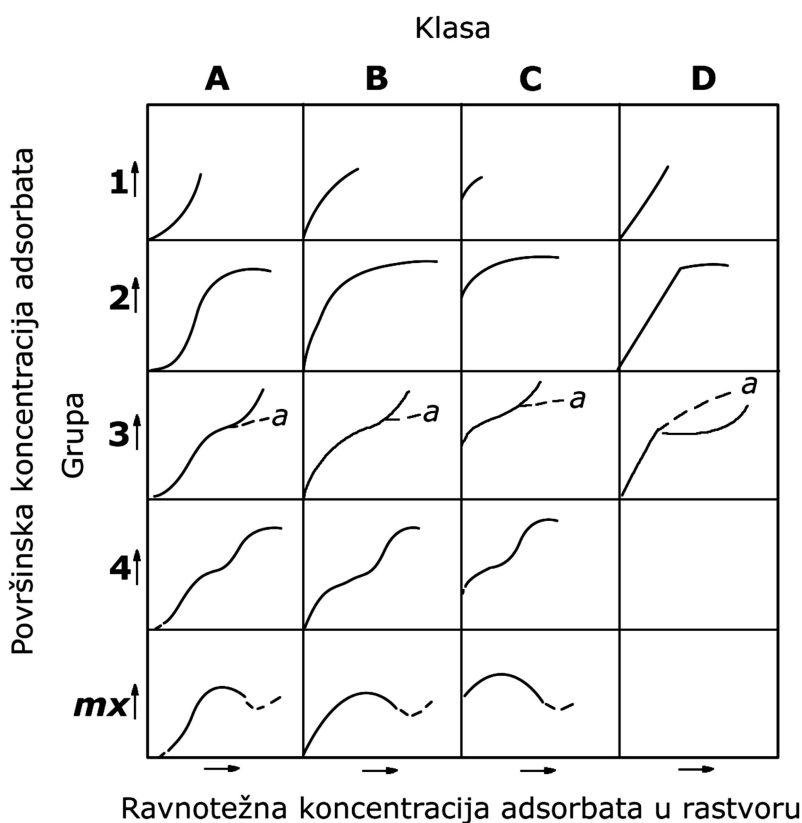 Klasa
A B C D
Površinska koncentracija adsorbata
Grupa
1
2
3
a
a
a
a
4
mx
Ravnotežna koncentracija adsorbata u rastvoru